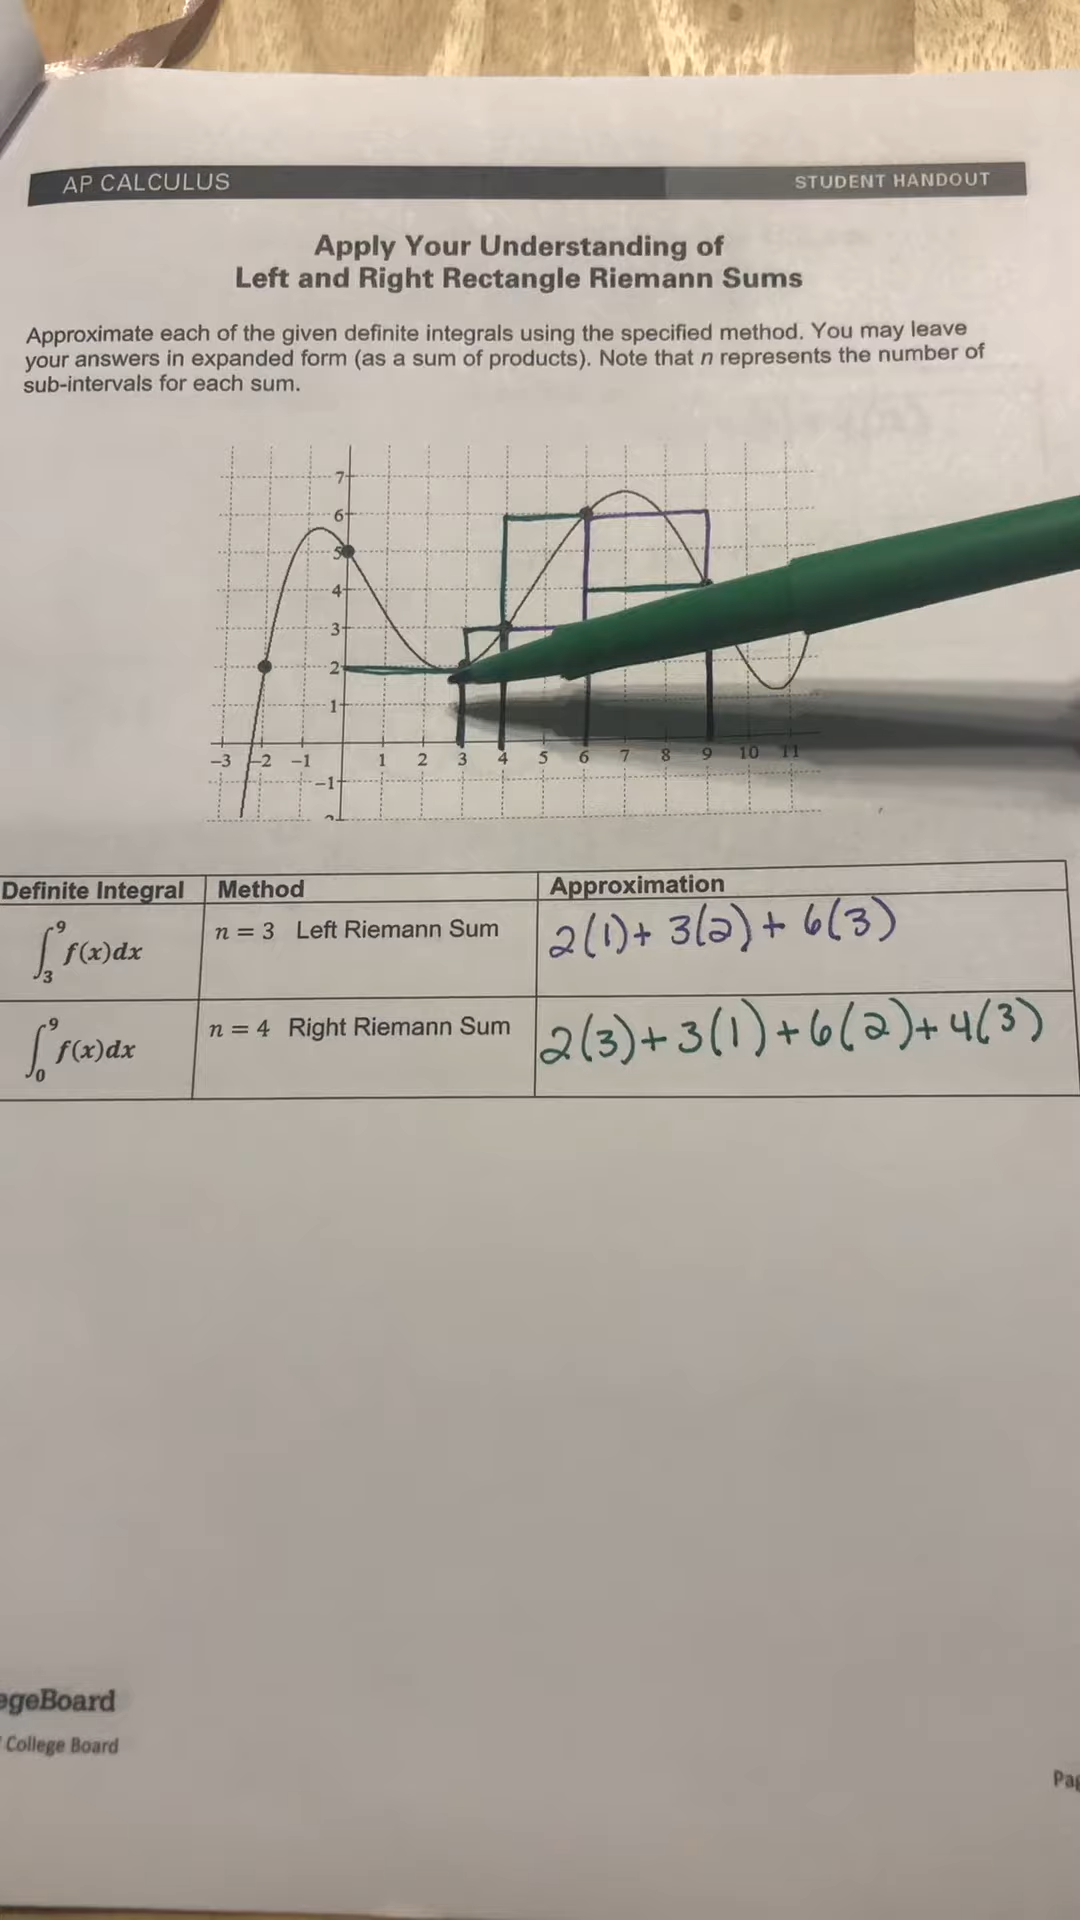 AP CALCULUS
STUDENT HANDOUT
Apply Your Understanding of
Left and Right Rectangle Riemann Sums
Approximate each of the given definite integrals using the specified method. You may leave
your answers in expanded form (as a sum of products). Note that n represents the number of
sub-intervals for each sum.
7
6
5
4
3
2
1
-3 -2 -1 1 2 3 4 5 6 7 8 9 10 11
-1
Definite Integral Method Approximation
∫₃⁹ f(x)dx n = 3 Left Riemann Sum 2(1)+ 3(2)+ 6(3)
∫₀⁹ f(x)dx n = 4 Right Riemann Sum 2(3)+3(1)+6(2)+4(3)
egeBoard
College Board
Pag